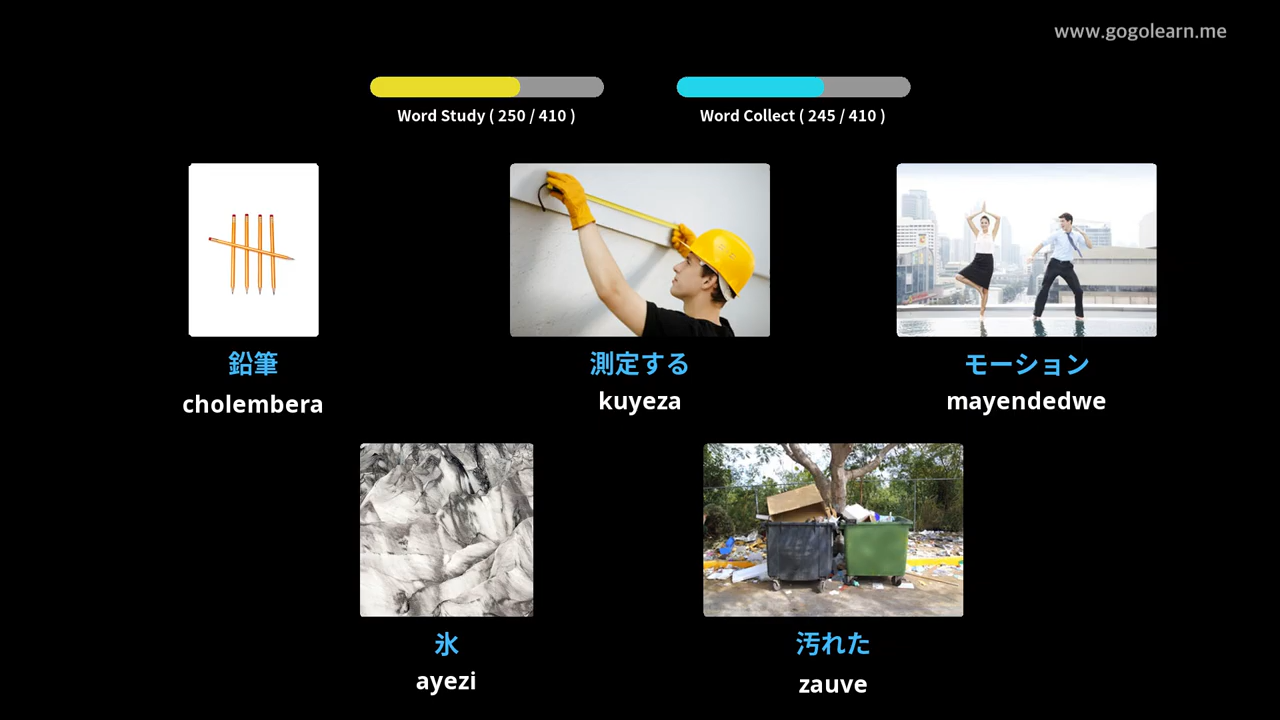 www.gogolearn.me
Word Study ( 250 / 410 )
Word Collect ( 245 / 410 )
鉛筆
cholembera
測定する
kuyeza
モーション
mayendedwe
氷
ayezi
汚れた
zauve